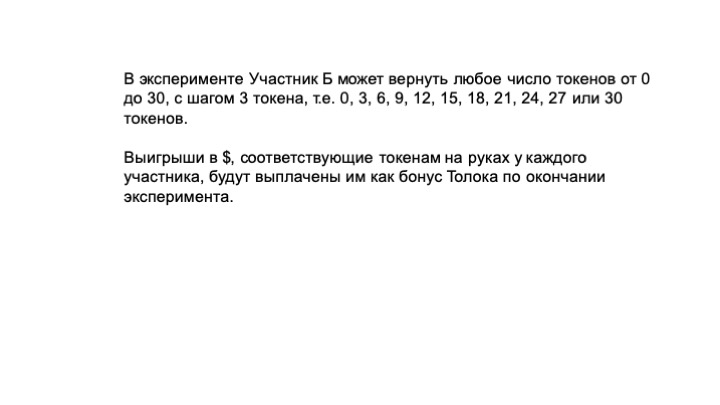 В эксперименте Участник Б может вернуть любое число токенов от 0
до 30, с шагом 3 токена, т.е. 0, 3, 6, 9, 12, 15, 18, 21, 24, 27 или 30
токенов.
Выигрыши в $, соответствующие токенам на руках у каждого
участника, будут выплачены им как бонус Толока по окончании
эксперимента.